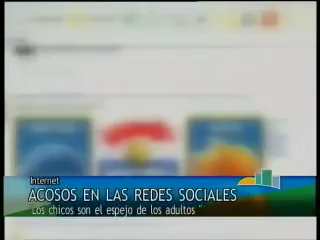 Internet
ACOSOS EN LAS REDES SOCIALES
"Los chicos son el espejo de los adultos "